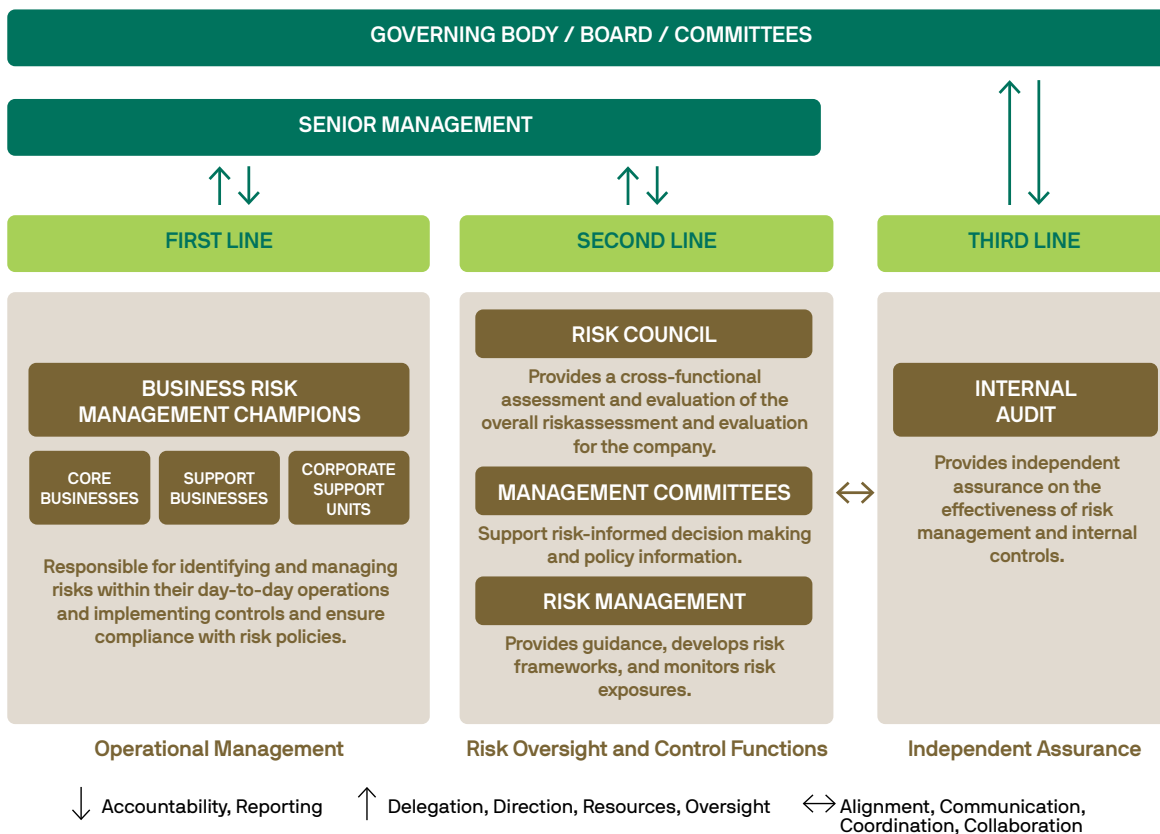 GOVERNING BODY / BOARD / COMMITTEES
SENIOR MANAGEMENT
FIRST LINE
BUSINESS RISK
MANAGEMENT CHAMPIONS
CORE
BUSINESSES
SUPPORT
BUSINESSES
CORPORATE
SUPPORT
UNITS
Responsible for identifying and managing
risks within their day-to-day operations
and implementing controls and ensure
compliance with risk policies.
Operational Management
SECOND LINE
RISK COUNCIL
Provides a cross-functional
assessment and evaluation of the
overall riskassessment and evaluation
for the company.
MANAGEMENT COMMITTEES
Support risk-informed decision making
and policy information.
RISK MANAGEMENT
Provides guidance, develops risk
frameworks, and monitors risk
exposures.
Risk Oversight and Control Functions
THIRD LINE
INTERNAL
AUDIT
Provides independent
assurance on the
effectiveness of risk
management and internal
controls.
Independent Assurance
Accountability, Reporting
Delegation, Direction, Resources, Oversight
Alignment, Communication,
Coordination, Collaboration